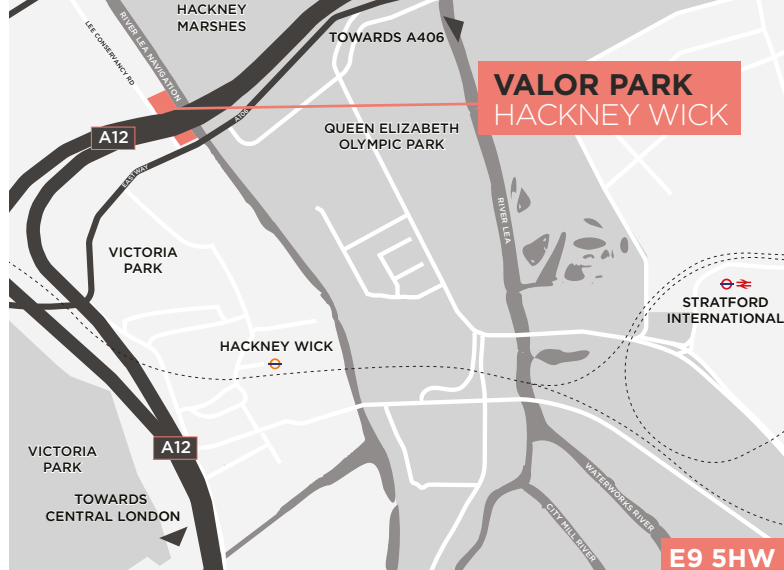 HACKNEY
MARSHES
TOWARDS A406
LEE CONSERVANCY RD
RIVER LEA NAVIGATION
VALOR PARK
HACKNEY WICK
A12
A106
QUEEN ELIZABETH
OLYMPIC PARK
EASTWAY
RIVER LEA
VICTORIA
PARK
STRATFORD
INTERNATIONAL
HACKNEY WICK
A12
VICTORIA
PARK
TOWARDS
CENTRAL LONDON
WATERWORKS RIVER
CITY MILL RIVER
E9 5HW